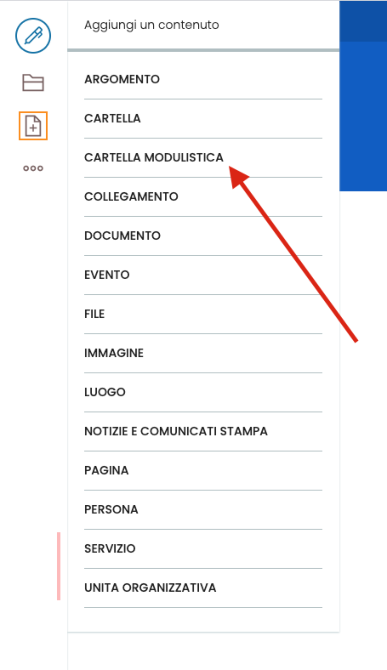 Aggiungi un contenuto
ARGOMENTO
CARTELLA
CARTELLA MODULISTICA
COLLEGAMENTO
DOCUMENTO
EVENTO
FILE
IMMAGINE
LUOGO
NOTIZIE E COMUNICATI STAMPA
PAGINA
PERSONA
SERVIZIO
UNITA ORGANIZZATIVA